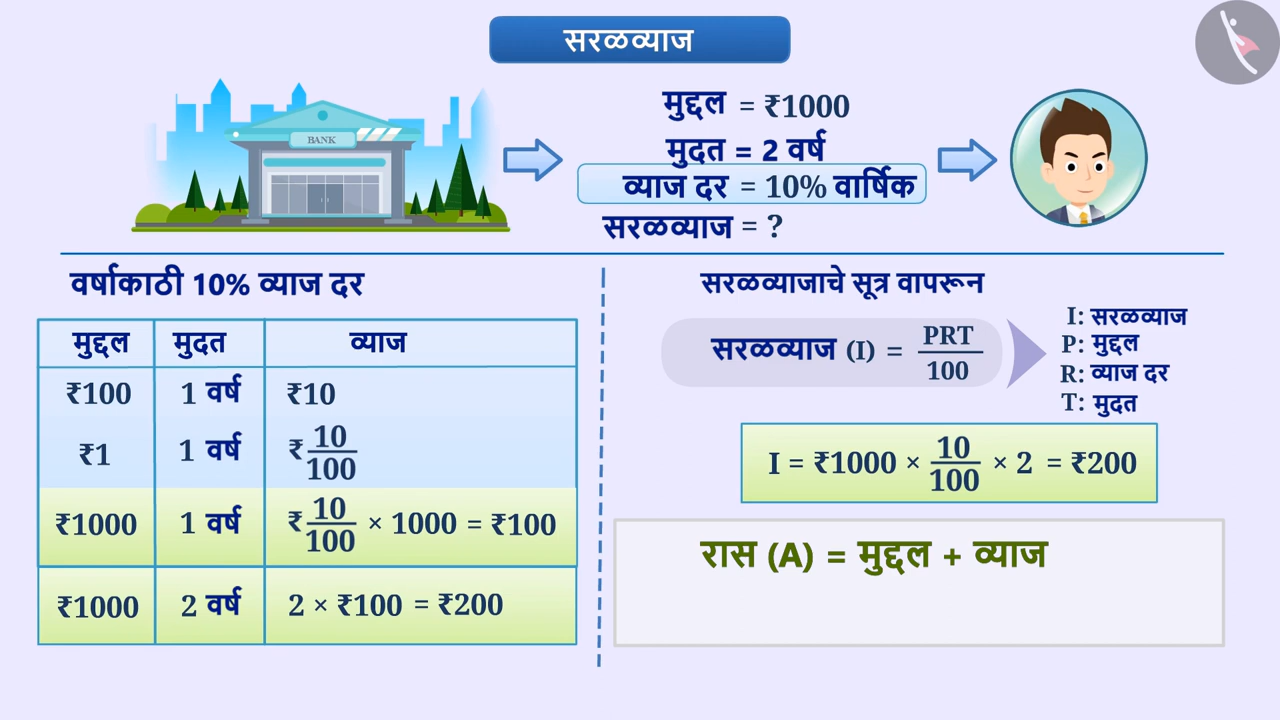 सरळव्याज
BANK
मुद्दल = ₹1000
मुदत = 2 वर्ष
व्याज दर = 10% वार्षिक
सरळव्याज = ?
वर्षाकाठी 10% व्याज दर
मुद्दल मुदत व्याज
₹100 1 वर्ष ₹10
₹1 1 वर्ष ₹10/100
₹1000 1 वर्ष ₹10/100 × 1000 = ₹100
₹1000 2 वर्ष 2 × ₹100 = ₹200
सरळव्याजाचे सूत्र वापरून
सरळव्याज (I) = PRT/100
I: सरळव्याज
P: मुद्दल
R: व्याज दर
T: मुदत
I = ₹1000 × 10/100 × 2 = ₹200
रास (A) = मुद्दल + व्याज